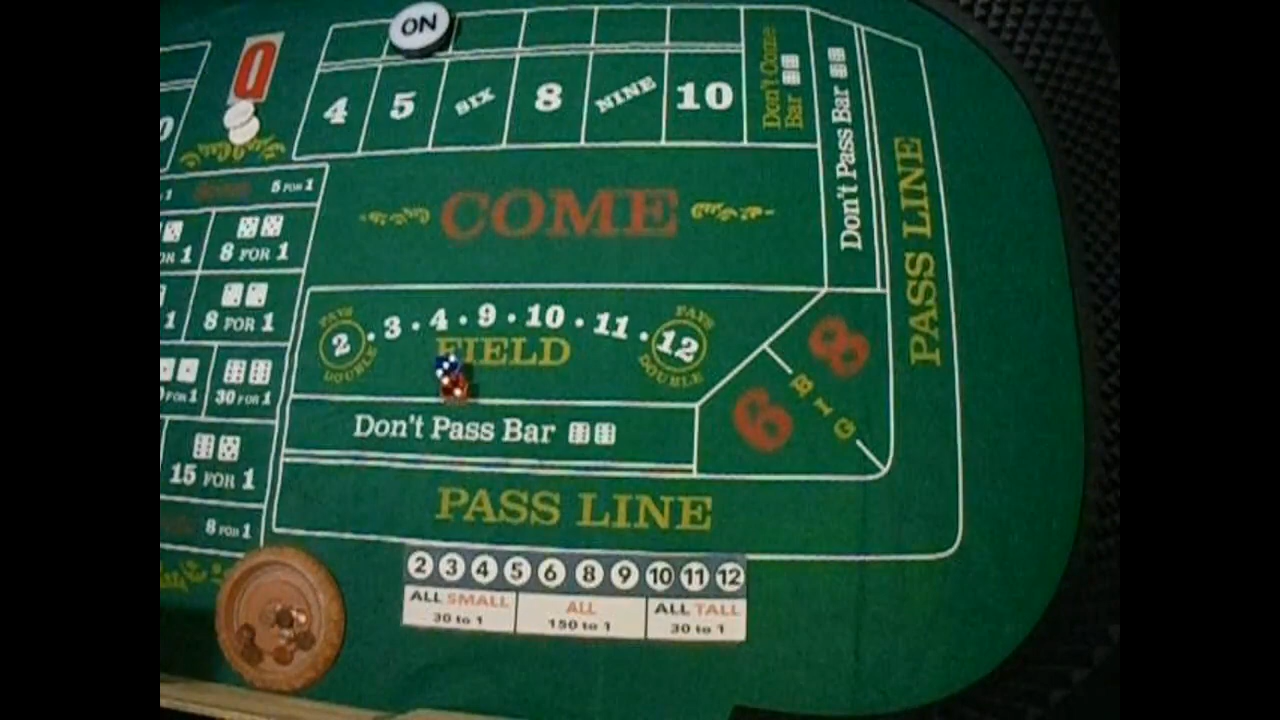 ON
4 5 SIX 8 NINE 10
Don't Come
Bar
Don't Pass Bar
PASS LINE
COME
5 FOR 1
8 FOR 1
8 FOR 1
30 FOR 1
15 FOR 1
8 FOR 1
2 · 3 · 4 · 9 · 10 · 11 · 12
PAYS
DOUBLE
PAYS
DOUBLE
FIELD
Don't Pass Bar
6 8
BIG
PASS LINE
2 3 4 5 6 8 9 10 11 12
ALL SMALL
30 to 1
ALL
150 to 1
ALL TALL
30 to 1